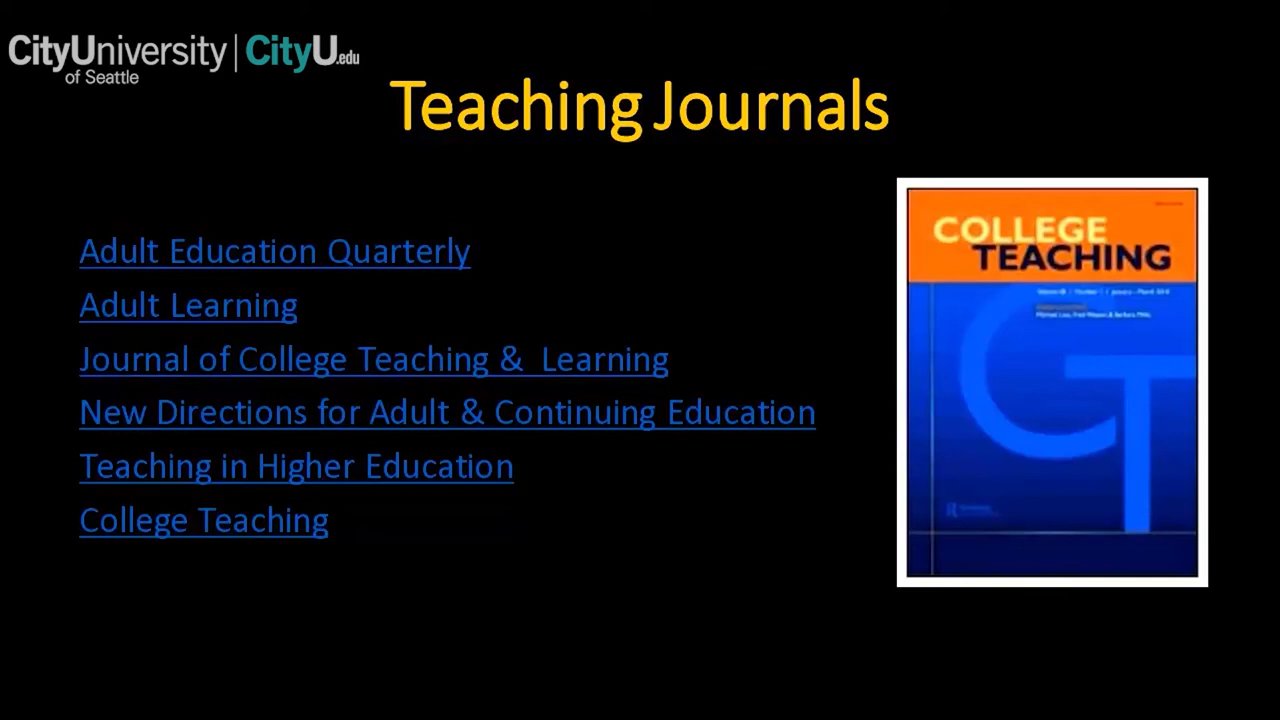 CityUniversity | CityU.edu
of Seattle
Teaching Journals
Adult Education Quarterly
Adult Learning
Journal of College Teaching & Learning
New Directions for Adult & Continuing Education
Teaching in Higher Education
College Teaching
COLLEGE
TEACHING